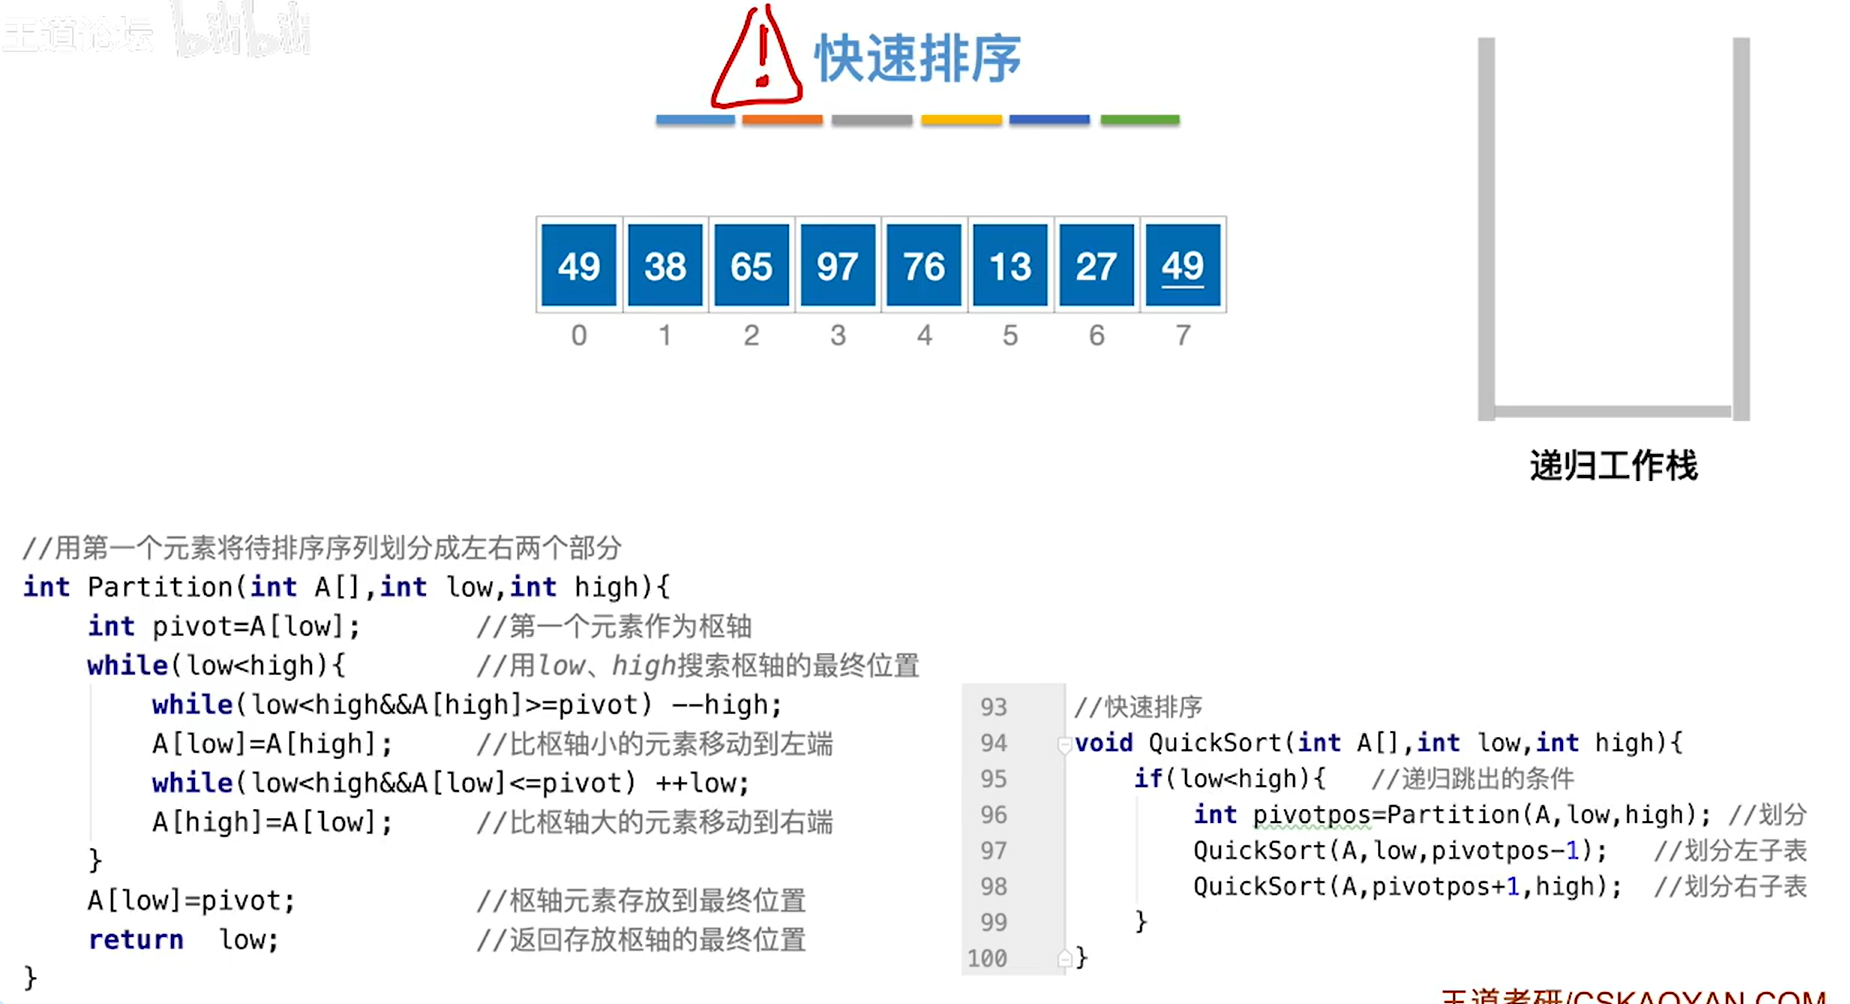 王道论坛 bilibili
! 快速排序
49 38 65 97 76 13 27 49
0 1 2 3 4 5 6 7
递归工作栈
//用第一个元素将待排序序列划分成左右两个部分
int Partition(int A[],int low,int high){
int pivot=A[low]; //第一个元素作为枢轴
while(low<high){ //用low、high搜索枢轴的最终位置
while(low<high&&A[high]>=pivot) --high;
A[low]=A[high]; //比枢轴小的元素移动到左端
while(low<high&&A[low]<=pivot) ++low;
A[high]=A[low]; //比枢轴大的元素移动到右端
}
A[low]=pivot; //枢轴元素存放到最终位置
return low; //返回存放枢轴的最终位置
}
93 //快速排序
94 void QuickSort(int A[],int low,int high){
95 if(low<high){ //递归跳出的条件
96 int pivotpos=Partition(A,low,high); //划分
97 QuickSort(A,low,pivotpos-1); //划分左子表
98 QuickSort(A,pivotpos+1,high); //划分右子表
99 }
100 }
王道考研/CSKAOYAN.COM